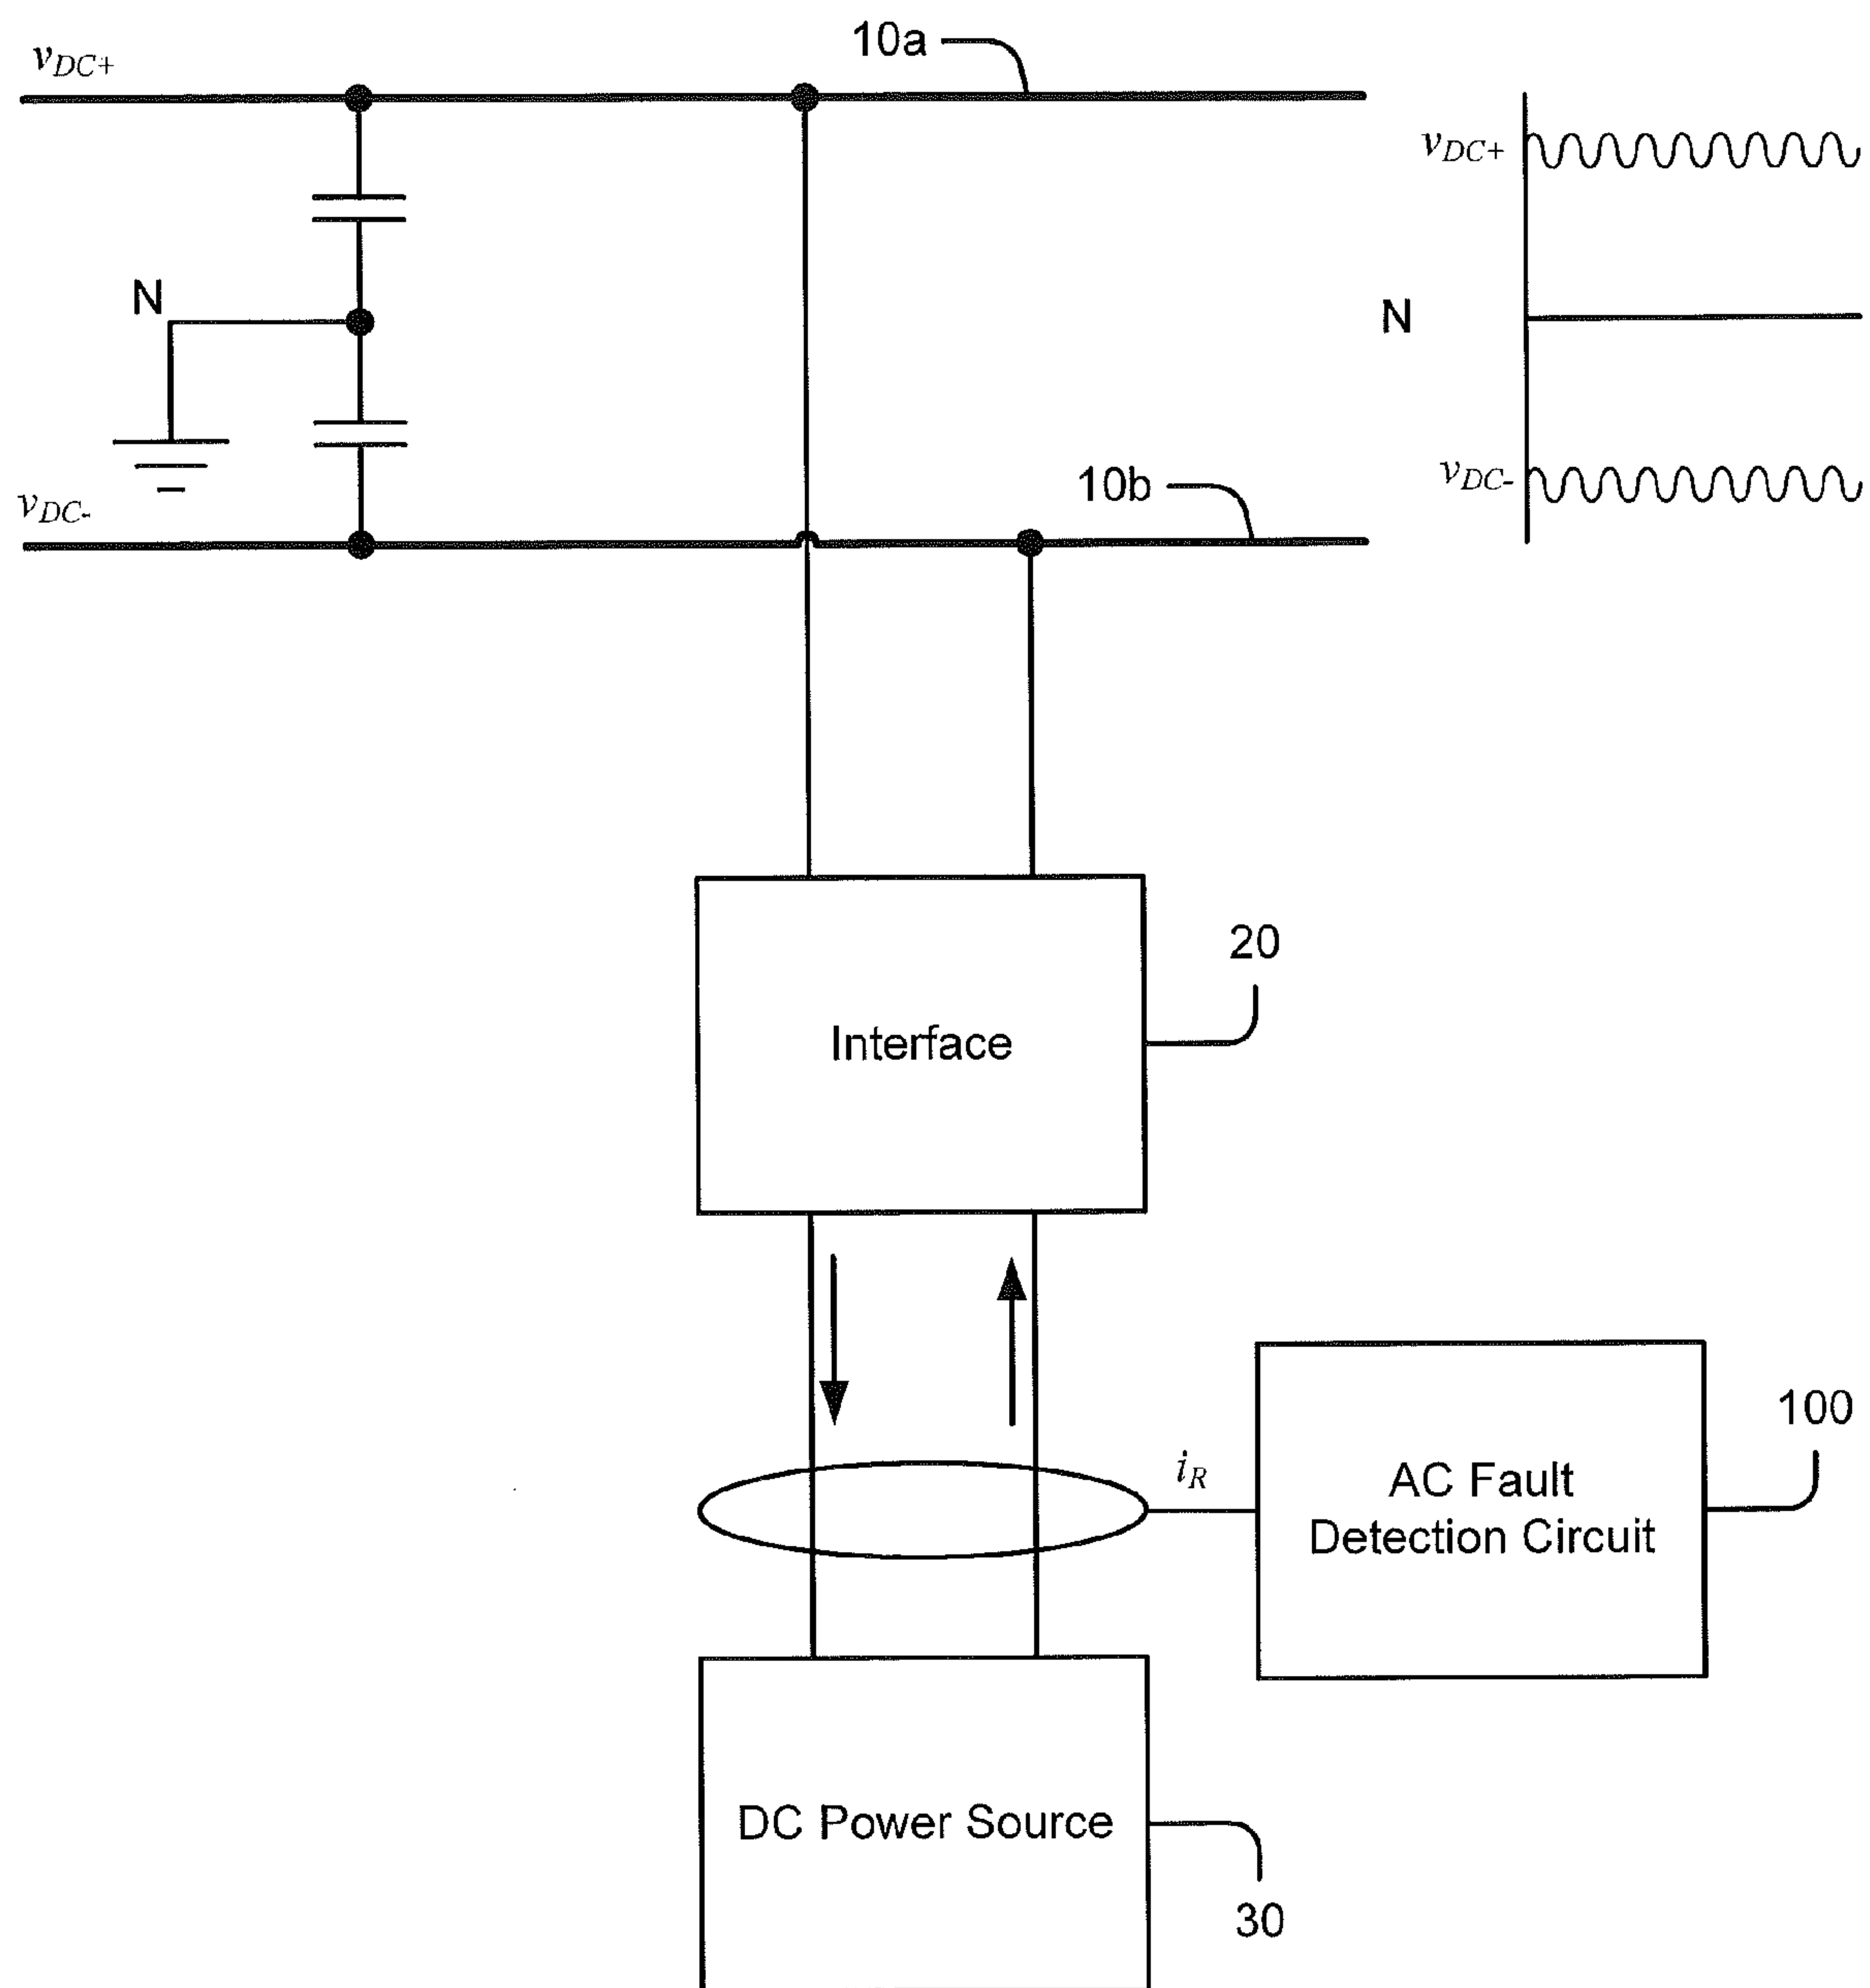 10a
vDC+
vDC+
N
N
10b
vDC-
vDC-
20
Interface
100
iR
AC Fault
Detection Circuit
DC Power Source
30